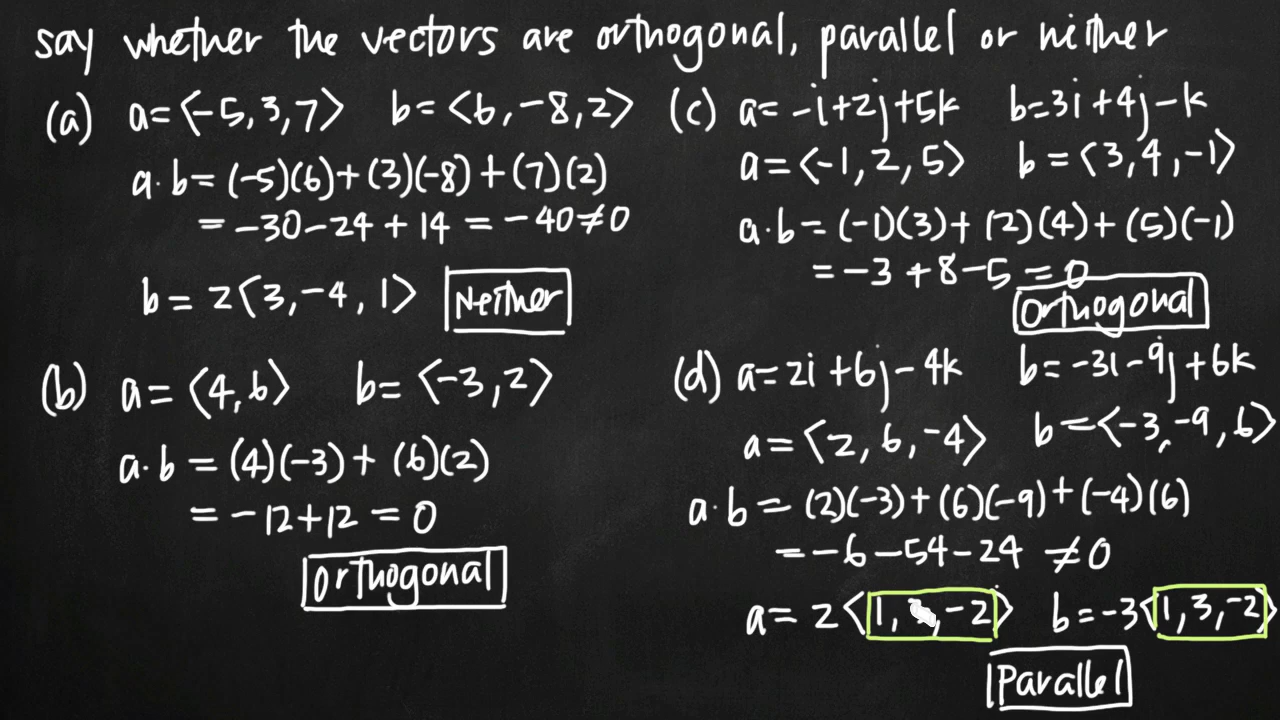 say whether the vectors are orthogonal, parallel or neither
(a) a=⟨-5,3,7⟩ b=⟨6,-8,2⟩
a·b=(-5)(6)+(3)(-8)+(7)(2)
=-30-24+14=-40≠0
b=2⟨3,-4,1⟩ Neither
(b) a=⟨4,6⟩ b=⟨-3,2⟩
a·b=(4)(-3)+(6)(2)
=-12+12=0
Orthogonal
(c) a=-i+2j+5k b=3i+4j-k
a=⟨-1,2,5⟩ b=⟨3,4,-1⟩
a·b=(-1)(3)+(2)(4)+(5)(-1)
=-3+8-5=0
Orthogonal
(d) a=2i+6j-4k b=-3i-9j+6k
a=⟨2,6,-4⟩ b=⟨-3,-9,6⟩
a·b=(2)(-3)+(6)(-9)+(-4)(6)
=-6-54-24≠0
a=2⟨1, ,-2⟩ b=-3⟨1,3,-2⟩
Parallel